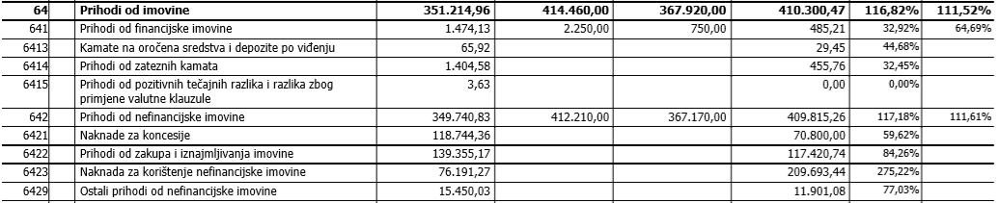 64 Prihodi od imovine 351.214,96 414.460,00 367.920,00 410.300,47 116,82% 111,52%
641 Prihodi od financijske imovine 1.474,13 2.250,00 750,00 485,21 32,92% 64,69%
6413 Kamate na oročena sredstva i depozite po viđenju 65,92 29,45 44,68%
6414 Prihodi od zateznih kamata 1.404,58 455,76 32,45%
6415 Prihodi od pozitivnih tečajnih razlika i razlika zbog 3,63 0,00 0,00%
primjene valutne klauzule
642 Prihodi od nefinancijske imovine 349.740,83 412.210,00 367.170,00 409.815,26 117,18% 111,61%
6421 Naknade za koncesije 118.744,36 70.800,00 59,62%
6422 Prihodi od zakupa i iznajmljivanja imovine 139.355,17 117.420,74 84,26%
6423 Naknada za korištenje nefinancijske imovine 76.191,27 209.693,44 275,22%
6429 Ostali prihodi od nefinancijske imovine 15.450,03 11.901,08 77,03%